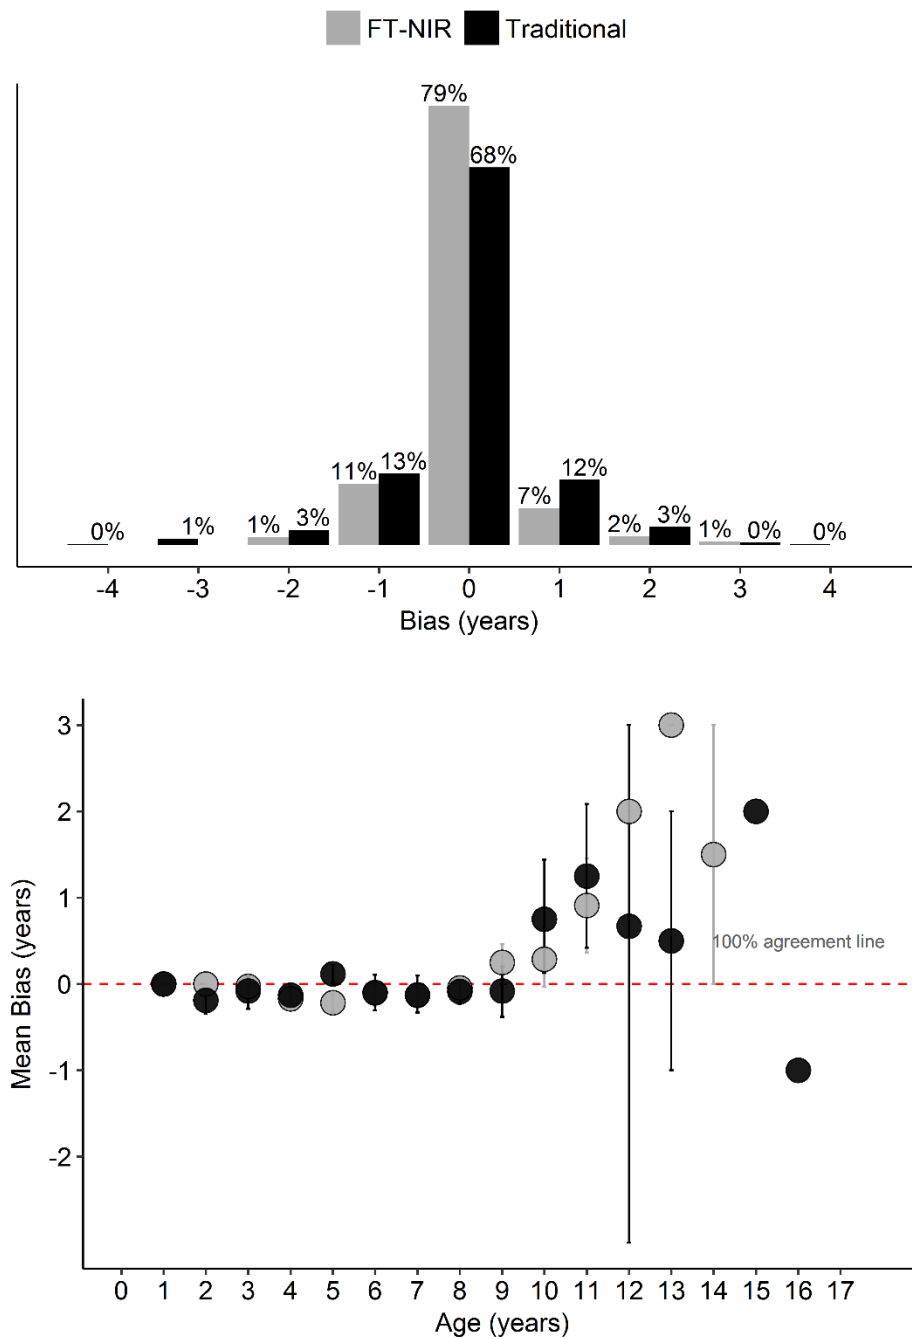 FT-NIR Traditional
79%
68%
11% 13% 12%
7%
0% 1% 1% 3% 2% 3% 1% 0% 0%
-4 -3 -2 -1 0 1 2 3 4
Bias (years)
3
2
1
100% agreement line
0
-1
-2
Mean Bias (years)
0 1 2 3 4 5 6 7 8 9 10 11 12 13 14 15 16 17
Age (years)